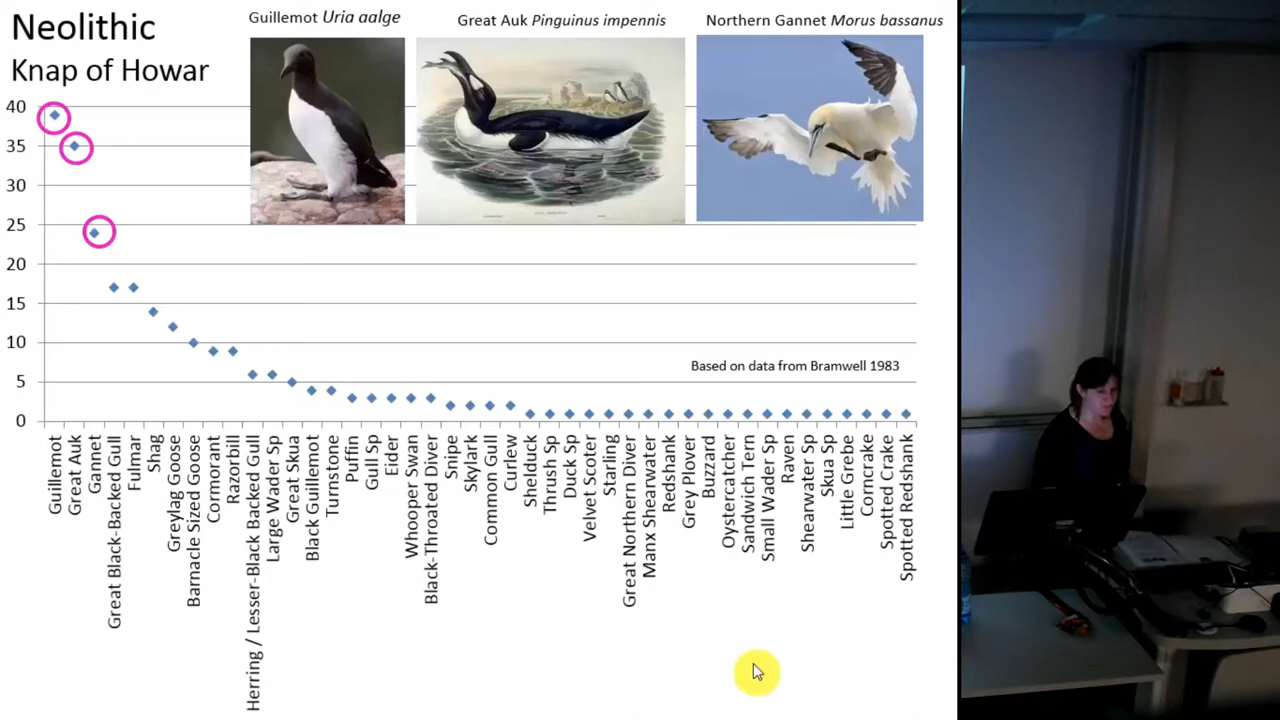 Neolithic
Knap of Howar
Guillemot Uria aalge
Great Auk Pinguinus impennis
Northern Gannet Morus bassanus
40
35
30
25
20
15
10
5
0
Based on data from Bramwell 1983
Guillemot
Great Auk
Gannet
Great Black-Backed Gull
Fulmar
Shag
Greylag Goose
Barnacle Sized Goose
Cormorant
Razorbill
Herring / Lesser-Black Backed Gull
Large Wader Sp
Great Skua
Black Guillemot
Turnstone
Puffin
Gull Sp
Eider
Whooper Swan
Black-Throated Diver
Snipe
Skylark
Common Gull
Curlew
Shelduck
Thrush Sp
Duck Sp
Velvet Scoter
Starling
Great Northern Diver
Manx Shearwater
Redshank
Grey Plover
Buzzard
Oystercatcher
Sandwich Tern
Small Wader Sp
Raven
Shearwater Sp
Skua Sp
Little Grebe
Corncrake
Spotted Crake
Spotted Redshank